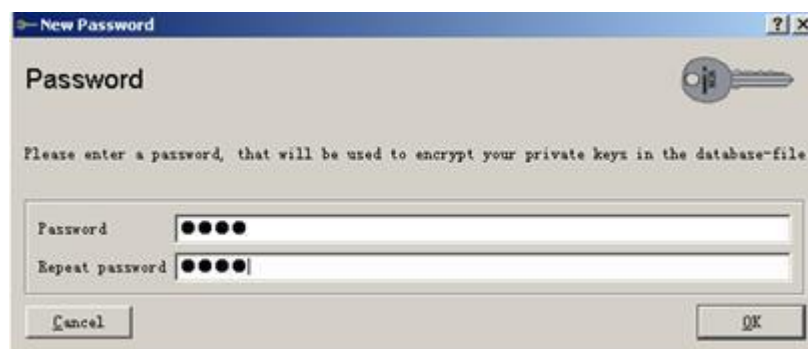 New Password
Password
Please enter a password, that will be used to encrypt your private keys in the database-file
Password ●●●●
Repeat password ●●●●
Cancel
OK